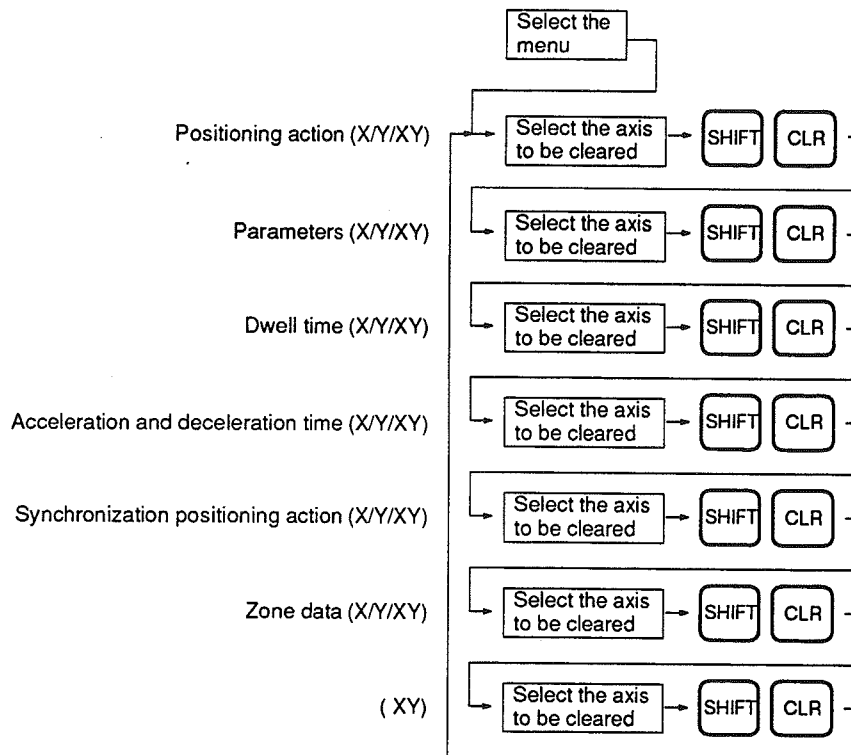 Select the
menu
Positioning action (X/Y/XY)
Select the axis
to be cleared
SHIFT
CLR
Parameters (X/Y/XY)
Select the axis
to be cleared
SHIFT
CLR
Dwell time (X/Y/XY)
Select the axis
to be cleared
SHIFT
CLR
Acceleration and deceleration time (X/Y/XY)
Select the axis
to be cleared
SHIFT
CLR
Synchronization positioning action (X/Y/XY)
Select the axis
to be cleared
SHIFT
CLR
Zone data (X/Y/XY)
Select the axis
to be cleared
SHIFT
CLR
( XY)
Select the axis
to be cleared
SHIFT
CLR